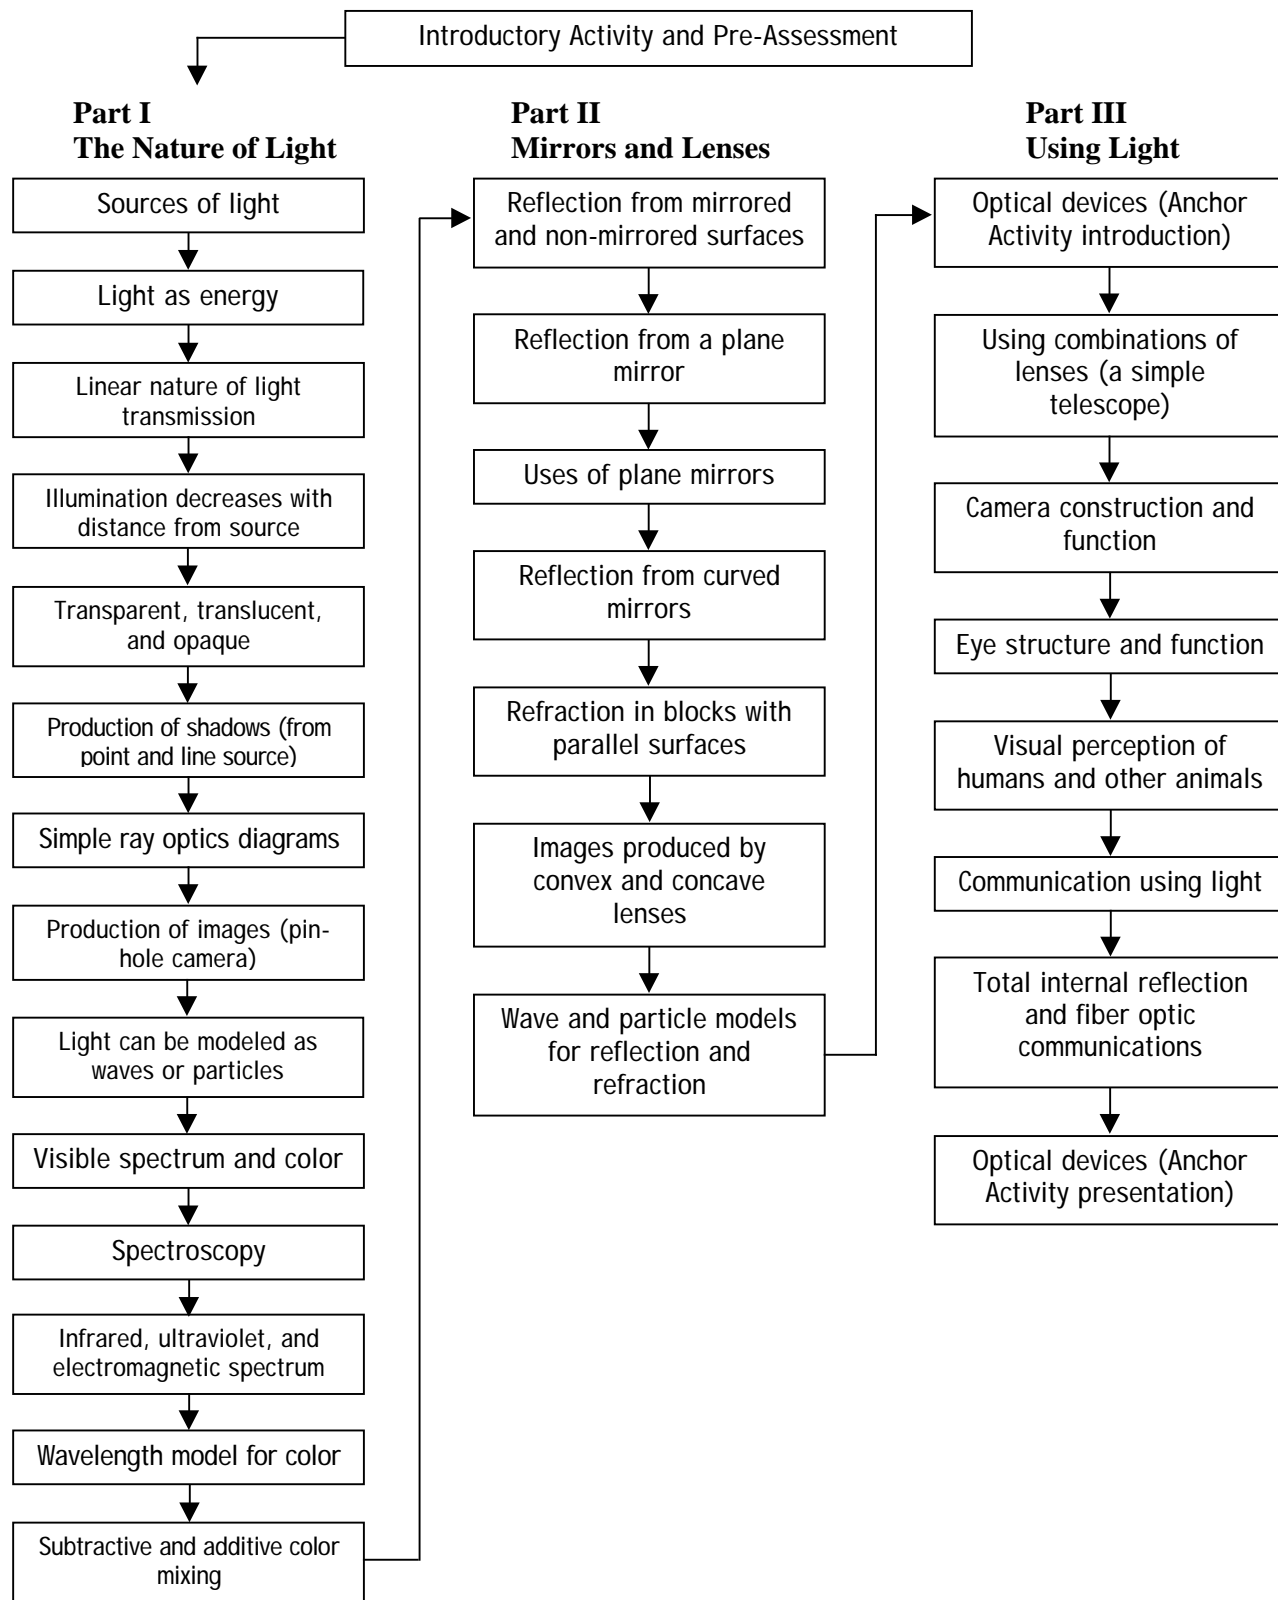 Introductory Activity and Pre-Assessment
Part I
The Nature of Light
Sources of light
Light as energy
Linear nature of light
transmission
Illumination decreases with
distance from source
Transparent, translucent,
and opaque
Production of shadows (from
point and line source)
Simple ray optics diagrams
Production of images (pin-
hole camera)
Light can be modeled as
waves or particles
Visible spectrum and color
Spectroscopy
Infrared, ultraviolet, and
electromagnetic spectrum
Wavelength model for color
Subtractive and additive color
mixing
Part II
Mirrors and Lenses
Reflection from mirrored
and non-mirrored surfaces
Reflection from a plane
mirror
Uses of plane mirrors
Reflection from curved
mirrors
Refraction in blocks with
parallel surfaces
Images produced by
convex and concave
lenses
Wave and particle models
for reflection and
refraction
Part III
Using Light
Optical devices (Anchor
Activity introduction)
Using combinations of
lenses (a simple
telescope)
Camera construction and
function
Eye structure and function
Visual perception of
humans and other animals
Communication using light
Total internal reflection
and fiber optic
communications
Optical devices (Anchor
Activity presentation)